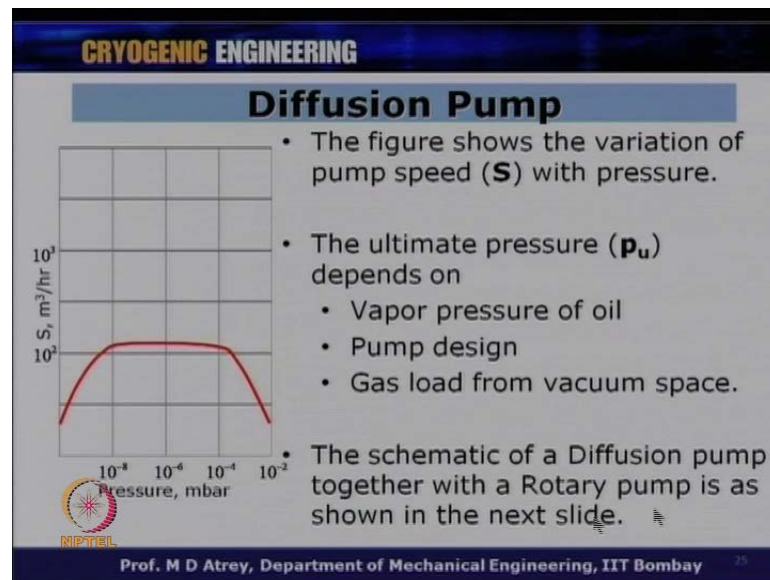 CRYOGENIC ENGINEERING
Diffusion Pump
• The figure shows the variation of
pump speed (S) with pressure.
• The ultimate pressure (pu)
depends on
• Vapor pressure of oil
• Pump design
• Gas load from vacuum space.
• The schematic of a Diffusion pump
together with a Rotary pump is as
shown in the next slide.
10³
S, m³/hr
10²
10⁻⁸ 10⁻⁶ 10⁻⁴ 10⁻²
Pressure, mbar
NPTEL
Prof. M D Atrey, Department of Mechanical Engineering, IIT Bombay
25